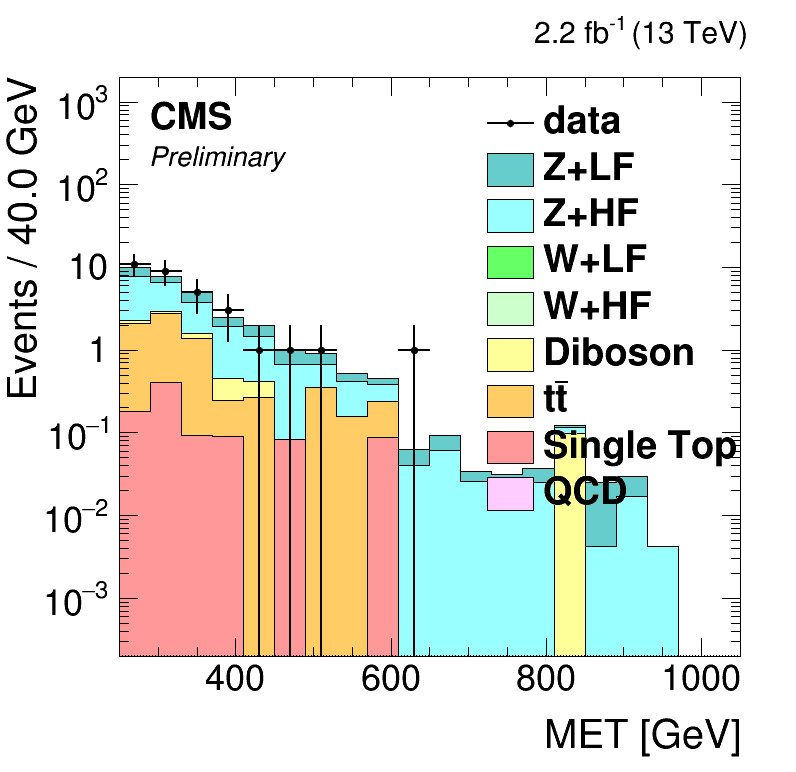 2.2 fb⁻¹ (13 TeV)
CMS
Preliminary
data
Z+LF
Z+HF
W+LF
W+HF
Diboson
tt̄
Single Top
QCD
Events / 40.0 GeV
10³
10²
10
1
10⁻¹
10⁻²
10⁻³
400 600 800 1000
MET [GeV]